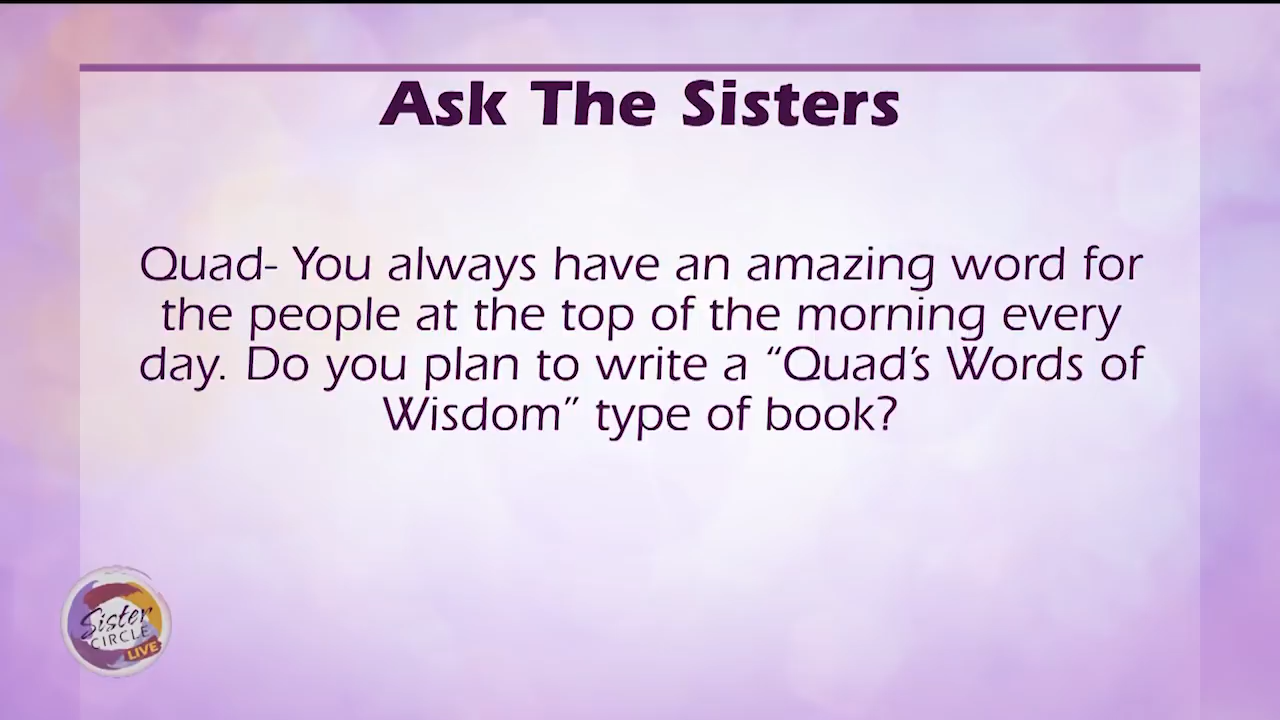 Ask The Sisters
Quad- You always have an amazing word for
the people at the top of the morning every
day. Do you plan to write a “Quad’s Words of
Wisdom” type of book?
Sister
CIRCLE
LIVE